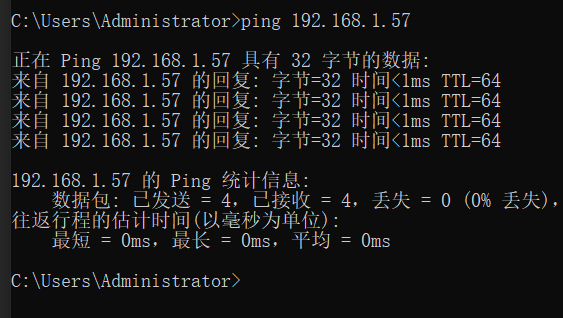 C:\Users\Administrator>ping 192.168.1.57
正在 Ping 192.168.1.57 具有 32 字节的数据:
来自 192.168.1.57 的回复: 字节=32 时间<1ms TTL=64
来自 192.168.1.57 的回复: 字节=32 时间<1ms TTL=64
来自 192.168.1.57 的回复: 字节=32 时间<1ms TTL=64
来自 192.168.1.57 的回复: 字节=32 时间<1ms TTL=64
192.168.1.57 的 Ping 统计信息:
数据包: 已发送 = 4，已接收 = 4，丢失 = 0 (0% 丢失)，
往返行程的估计时间(以毫秒为单位):
最短 = 0ms，最长 = 0ms，平均 = 0ms
C:\Users\Administrator>